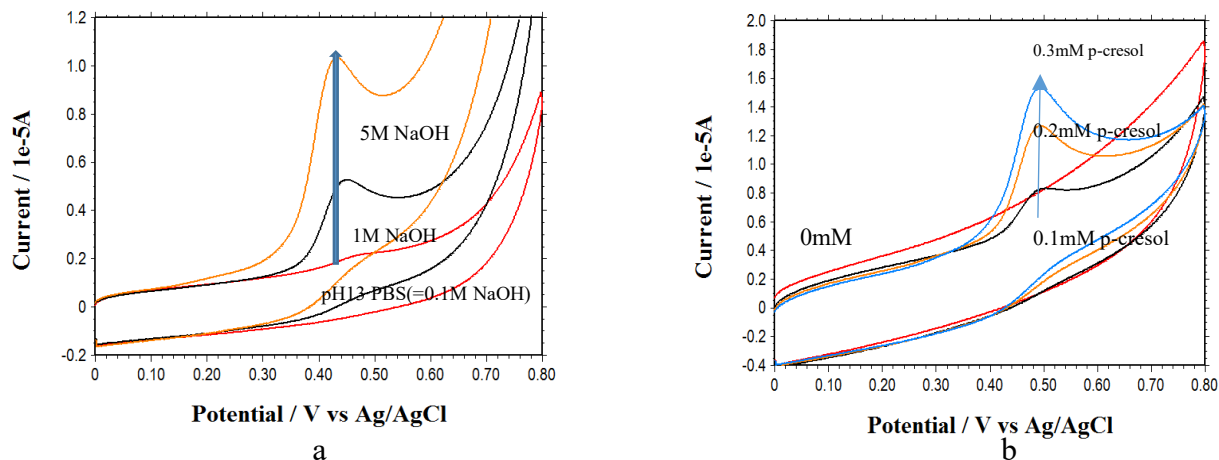 1.2
1.0
0.8
0.6
0.4
0.2
0
-0.2
Current / 1e-5A
5M NaOH
1M NaOH
pH13 PBS(=0.1M NaOH)
0 0.10 0.20 0.30 0.40 0.50 0.60 0.70 0.80
Potential / V vs Ag/AgCl
a
2.0
1.8
1.6
1.4
1.2
1.0
0.8
0.6
0.4
0.2
0
-0.2
-0.4
Current / 1e-5A
0.3mM p-cresol
0.2mM p-cresol
0mM
0.1mM p-cresol
0 0.10 0.20 0.30 0.40 0.50 0.60 0.70 0.80
Potential / V vs Ag/AgCl
b